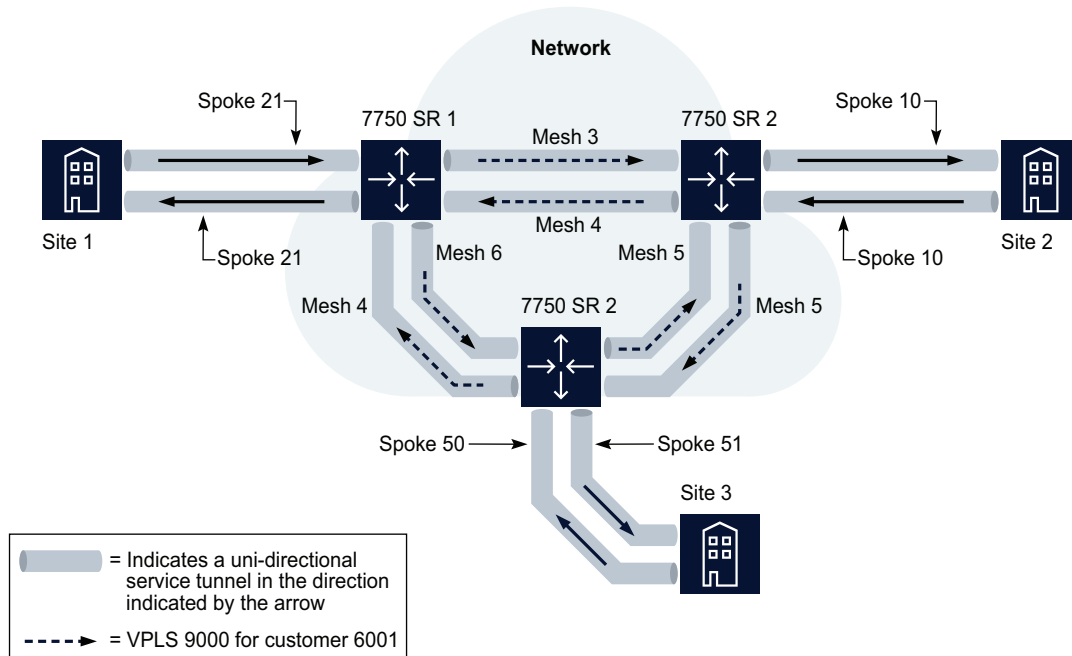 Network
Spoke 21
7750 SR 1
7750 SR 2
Spoke 10
Mesh 3
Mesh 4
Site 1
Spoke 21
Mesh 6
Mesh 5
Spoke 10
Site 2
Mesh 4
7750 SR 2
Mesh 5
Spoke 50
Spoke 51
Site 3
= Indicates a uni-directional
service tunnel in the direction
indicated by the arrow
= VPLS 9000 for customer 6001